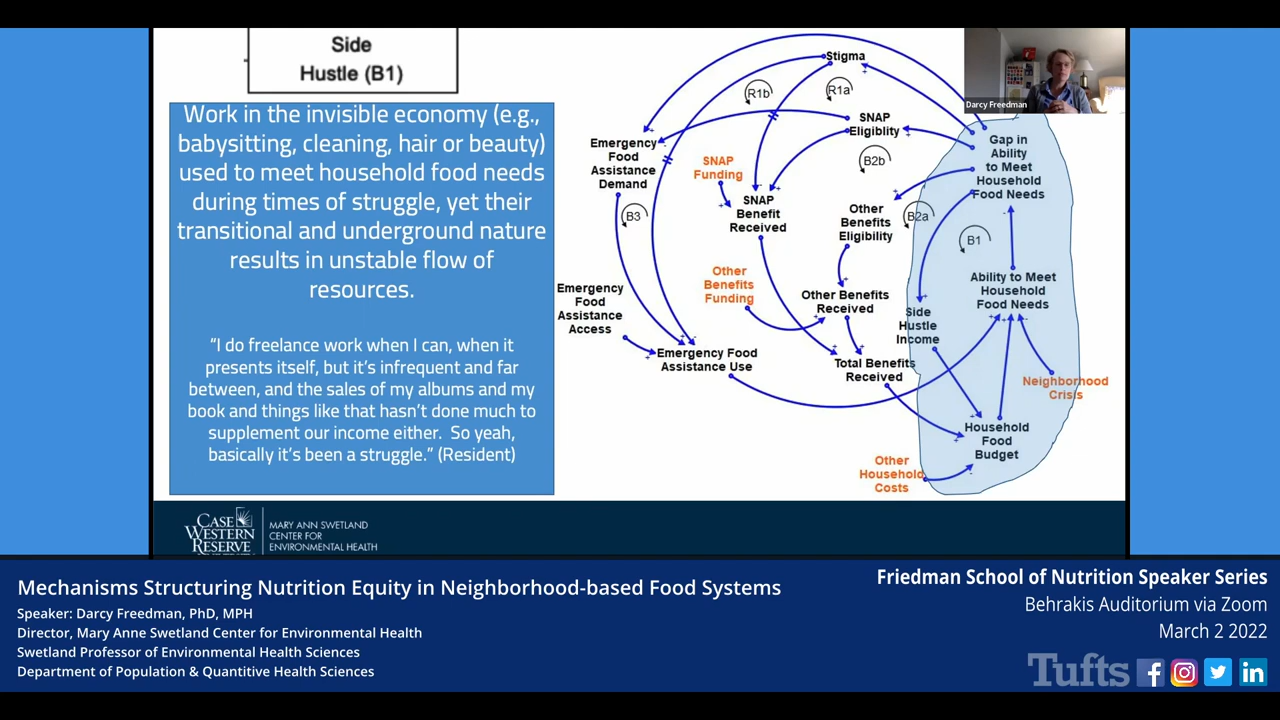 Side
Hustle (B1)
Work in the invisible economy (e.g.,
babysitting, cleaning, hair or beauty)
used to meet household food needs
during times of struggle, yet their
transitional and underground nature
results in unstable flow of
resources.
“I do freelance work when I can, when it
presents itself, but it’s infrequent and far
between, and the sales of my albums and my
book and things like that hasn’t done much to
supplement our income either. So yeah,
basically it’s been a struggle.” (Resident)
Stigma
R1b
R1a
SNAP
Eligiblity
B2b
Emergency
Food
Assistance
Demand
SNAP
Funding
SNAP
Benefit
Received
B3
Other
Benefits
Eligibility
B2a
Gap in
Ability
to Meet
Household
Food Needs
B1
Ability to Meet
Household
Food Needs
Other
Benefits
Funding
Other Benefits
Received
Emergency
Food
Assistance
Access
Side
Hustle
Income
Emergency Food
Assistance Use
Total Benefits
Received
Neighborhood
Crisis
Household
Food
Budget
Other
Household
Costs
Darcy Freedman
CASE
WESTERN
RESERVE
MARY ANN SWETLAND
CENTER FOR
ENVIRONMENTAL HEALTH
Mechanisms Structuring Nutrition Equity in Neighborhood-based Food Systems
Speaker: Darcy Freedman, PhD, MPH
Director, Mary Anne Swetland Center for Environmental Health
Swetland Professor of Environmental Health Sciences
Department of Population & Quantitative Health Sciences
Friedman School of Nutrition Speaker Series
Behrakis Auditorium via Zoom
March 2 2022
Tufts